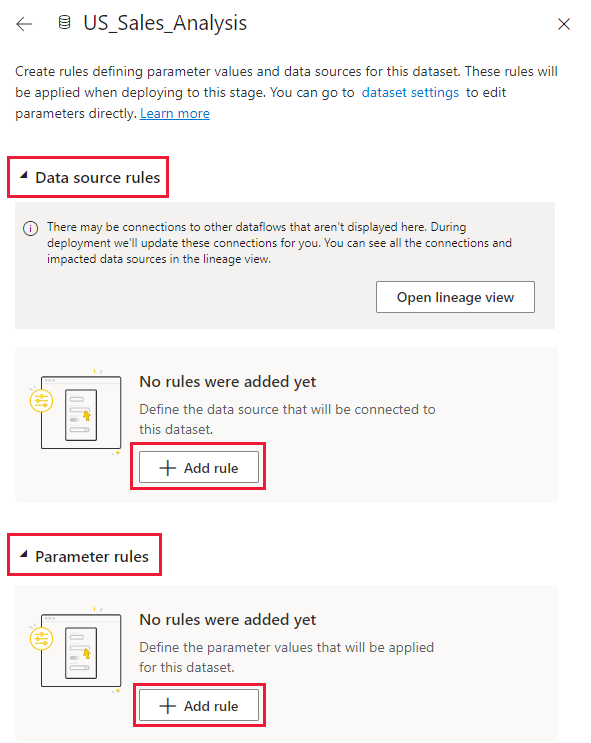 US_Sales_Analysis
Create rules defining parameter values and data sources for this dataset. These rules will
be applied when deploying to this stage. You can go to dataset settings to edit
parameters directly. Learn more
Data source rules
There may be connections to other dataflows that aren't displayed here. During
deployment we'll update these connections for you. You can see all the connections and
impacted data sources in the lineage view.
Open lineage view
No rules were added yet
Define the data source that will be connected to
this dataset.
Add rule
Parameter rules
No rules were added yet
Define the parameter values that will be applied
for this dataset.
Add rule